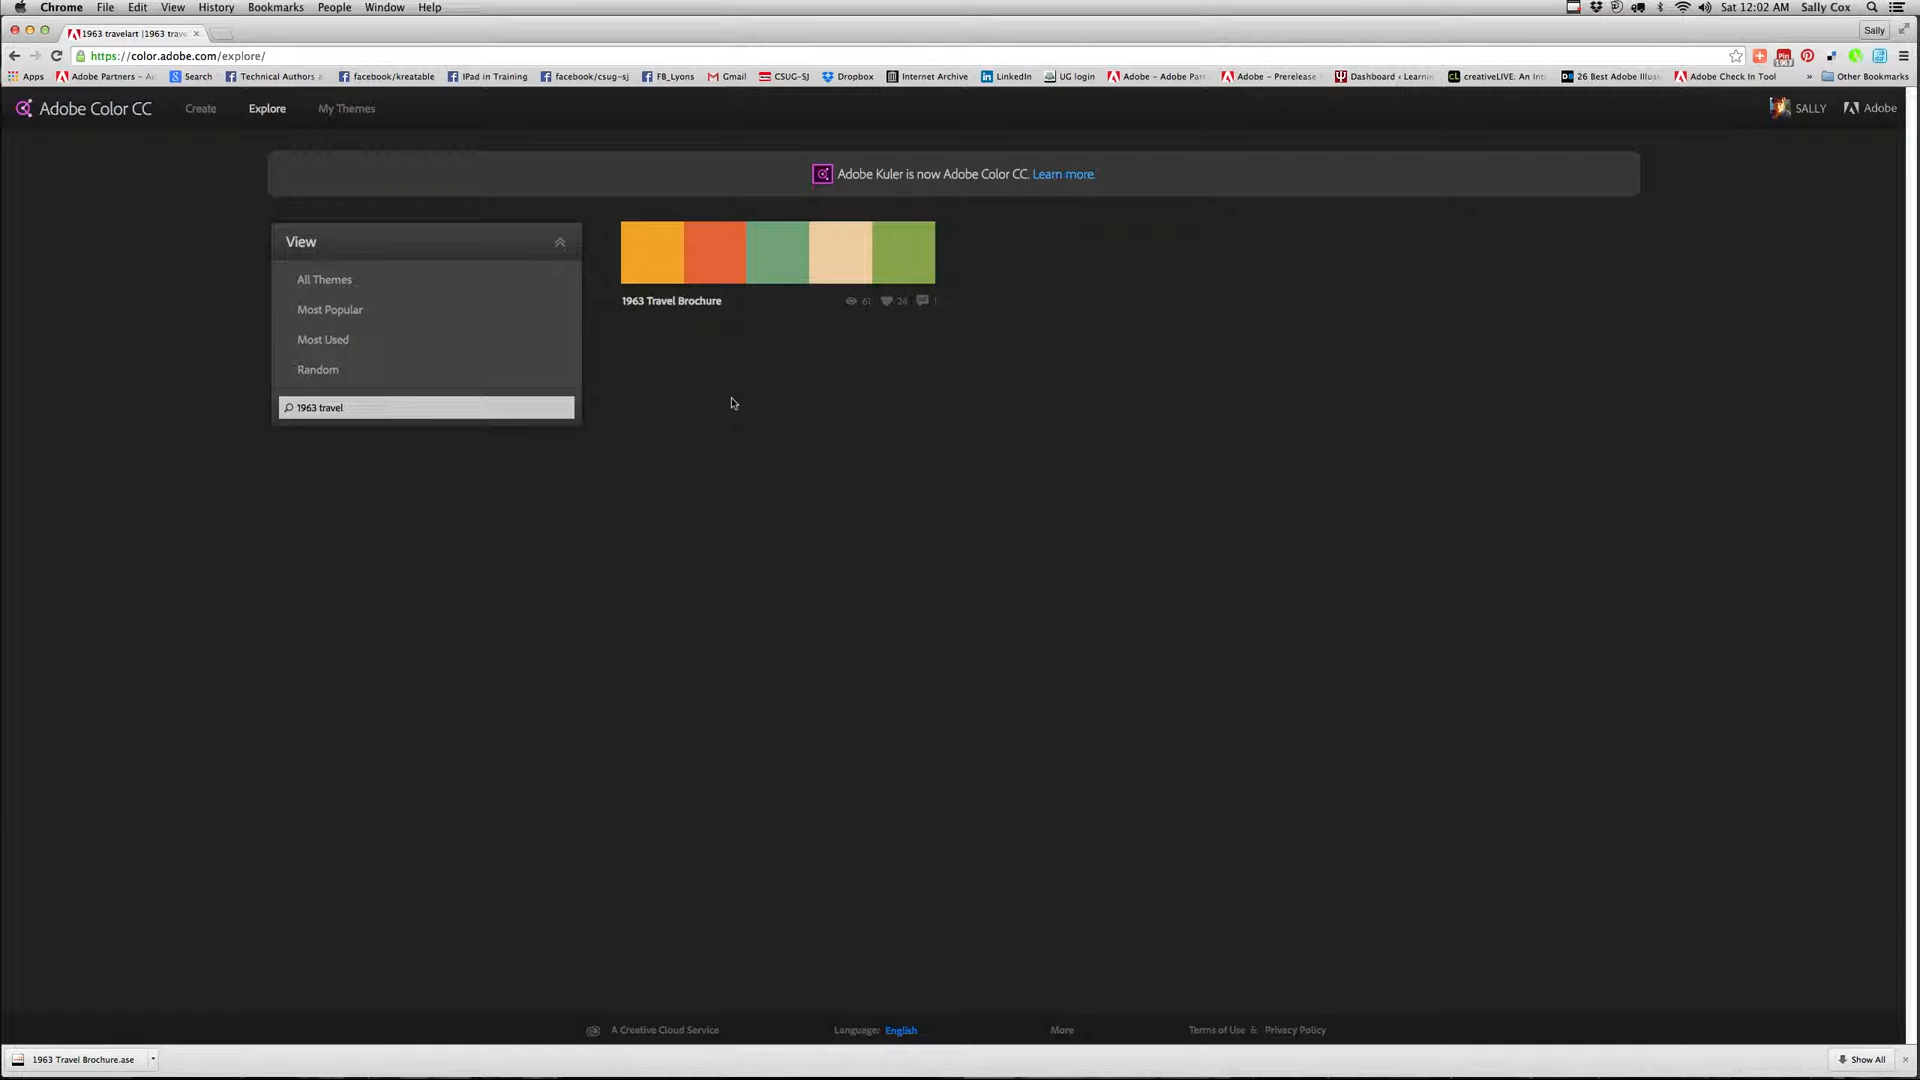 Chrome File Edit View History Bookmarks People Window Help Sat 12:02 AM Sally Cox
1963 travelart |1963 trav Sally
https://color.adobe.com/explore/
Apps Adobe Partners - A Search Technical Authors facebook/kreatable IPad in Training facebook/csug-sj FB_Lyons Gmail CSUG-SJ Dropbox Internet Archive LinkedIn UG login Adobe - Adobe Par Adobe - Prerelease Dashboard ‹ Learni creativeLIVE: An Int 26 Best Adobe Illus Adobe Check In Tool » Other Bookmarks
Adobe Color CC Create Explore My Themes SALLY Adobe
Adobe Kuler is now Adobe Color CC. Learn more.
View
All Themes
Most Popular
Most Used
Random
1963 travel
1963 Travel Brochure 61 24 1
A Creative Cloud Service Language: English More Terms of Use & Privacy Policy
1963 Travel Brochure.ase Show All